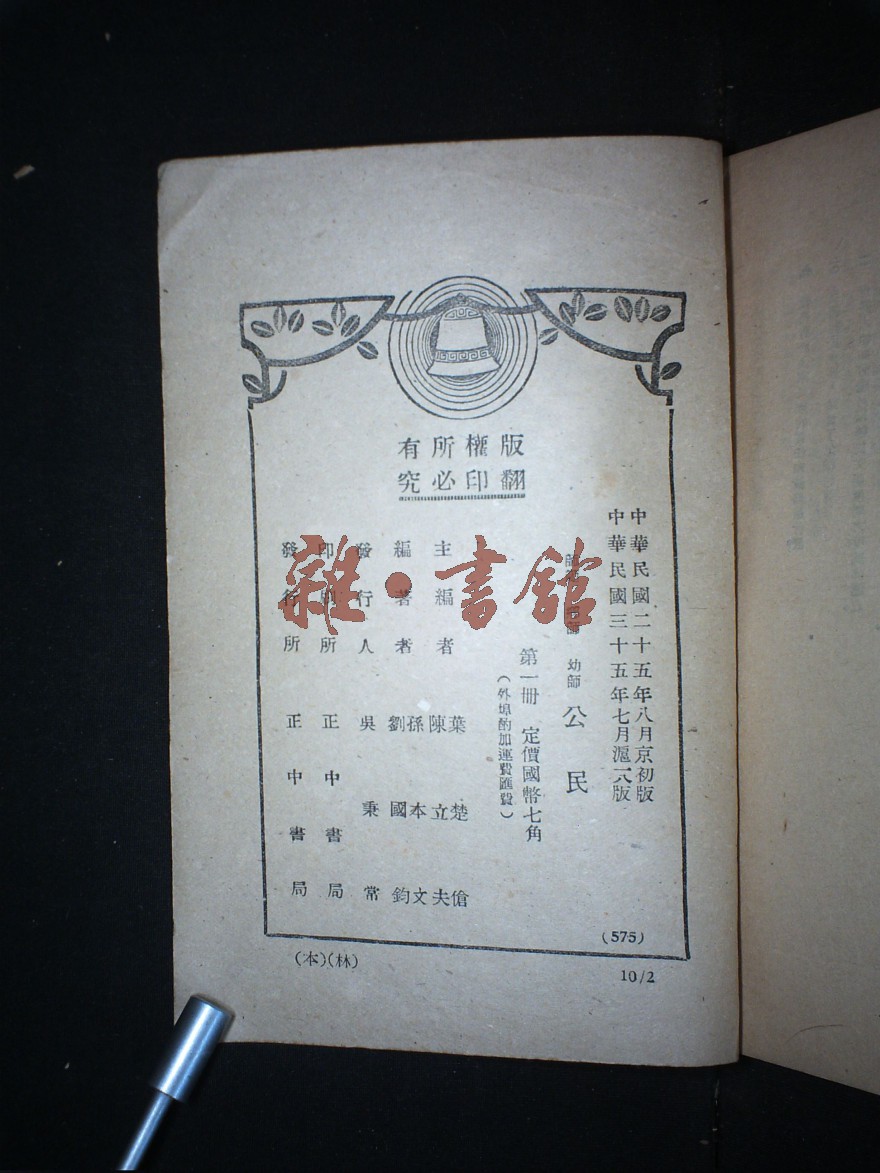 版權所有
翻印必究
中華民國二十五年八月京初版
中華民國三十五年七月滬一八版
幼師 公民
第一冊 定價國幣七角
(外埠酌加運費匯費)
主編者 葉楚傖 陳立夫
編著者 孫本文 劉國鈞
發行人 吳秉常
印刷所 正中書局
發行所 正中書局
(575)
(林)(本)
10/2
雜·書館